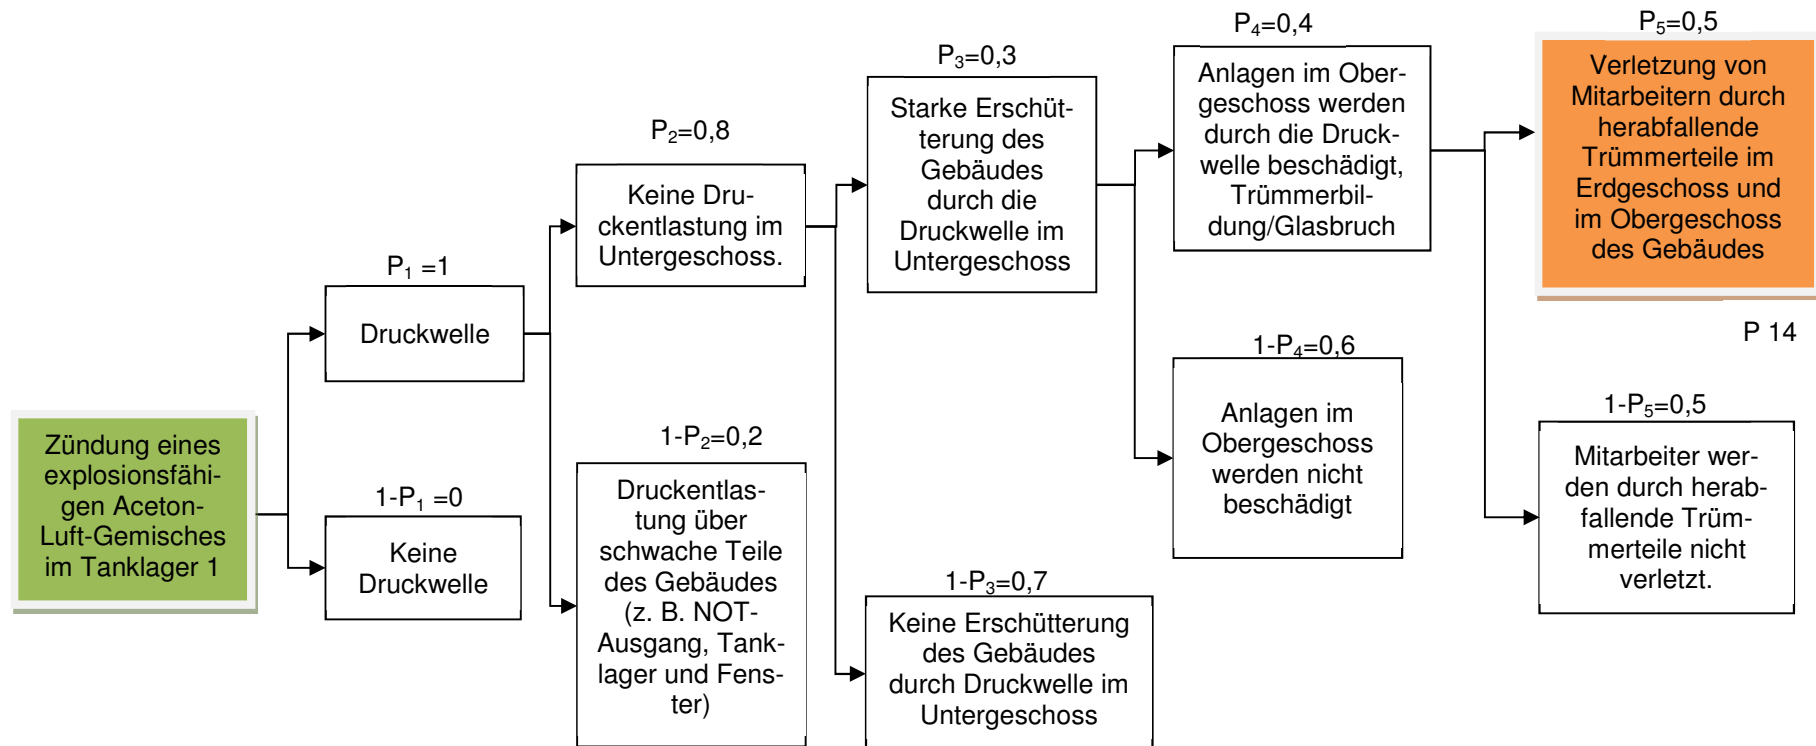 Zündung eines
explosionsfähi-
gen Aceton-
Luft-Gemisches
im Tanklager 1
P1 =1
Druckwelle
1-P1 =0
Keine
Druckwelle
P2=0,8
Keine Dru-
ckentlastung im
Untergeschoss.
1-P2=0,2
Druckentlas-
tung über
schwache Teile
des Gebäudes
(z. B. NOT-
Ausgang, Tank-
lager und Fens-
ter)
P3=0,3
Starke Erschüt-
terung des
Gebäudes
durch die
Druckwelle im
Untergeschoss
1-P3=0,7
Keine Erschütterung
des Gebäudes
durch Druckwelle im
Untergeschoss
P4=0,4
Anlagen im Ober-
geschoss werden
durch die Druck-
welle beschädigt,
Trümmerbil-
dung/Glasbruch
1-P4=0,6
Anlagen im
Obergeschoss
werden nicht
beschädigt
P5=0,5
Verletzung von
Mitarbeitern durch
herabfallende
Trümmerteile im
Erdgeschoss und
im Obergeschoss
des Gebäudes
P 14
1-P5=0,5
Mitarbeiter wer-
den durch herab-
fallende Trüm-
merteile nicht
verletzt.